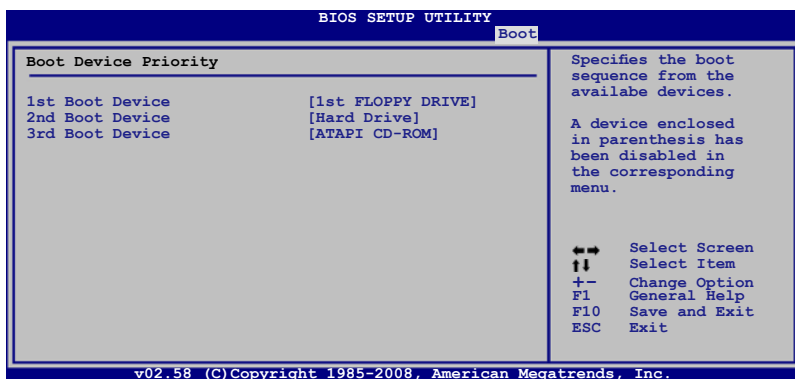 BIOS SETUP UTILITY
Boot
Boot Device Priority
1st Boot Device [1st FLOPPY DRIVE]
2nd Boot Device [Hard Drive]
3rd Boot Device [ATAPI CD-ROM]
Specifies the boot
sequence from the
availabe devices.
A device enclosed
in parenthesis has
been disabled in
the corresponding
menu.
←→ Select Screen
↑↓ Select Item
+- Change Option
F1 General Help
F10 Save and Exit
ESC Exit
v02.58 (C)Copyright 1985-2008, American Megatrends, Inc.